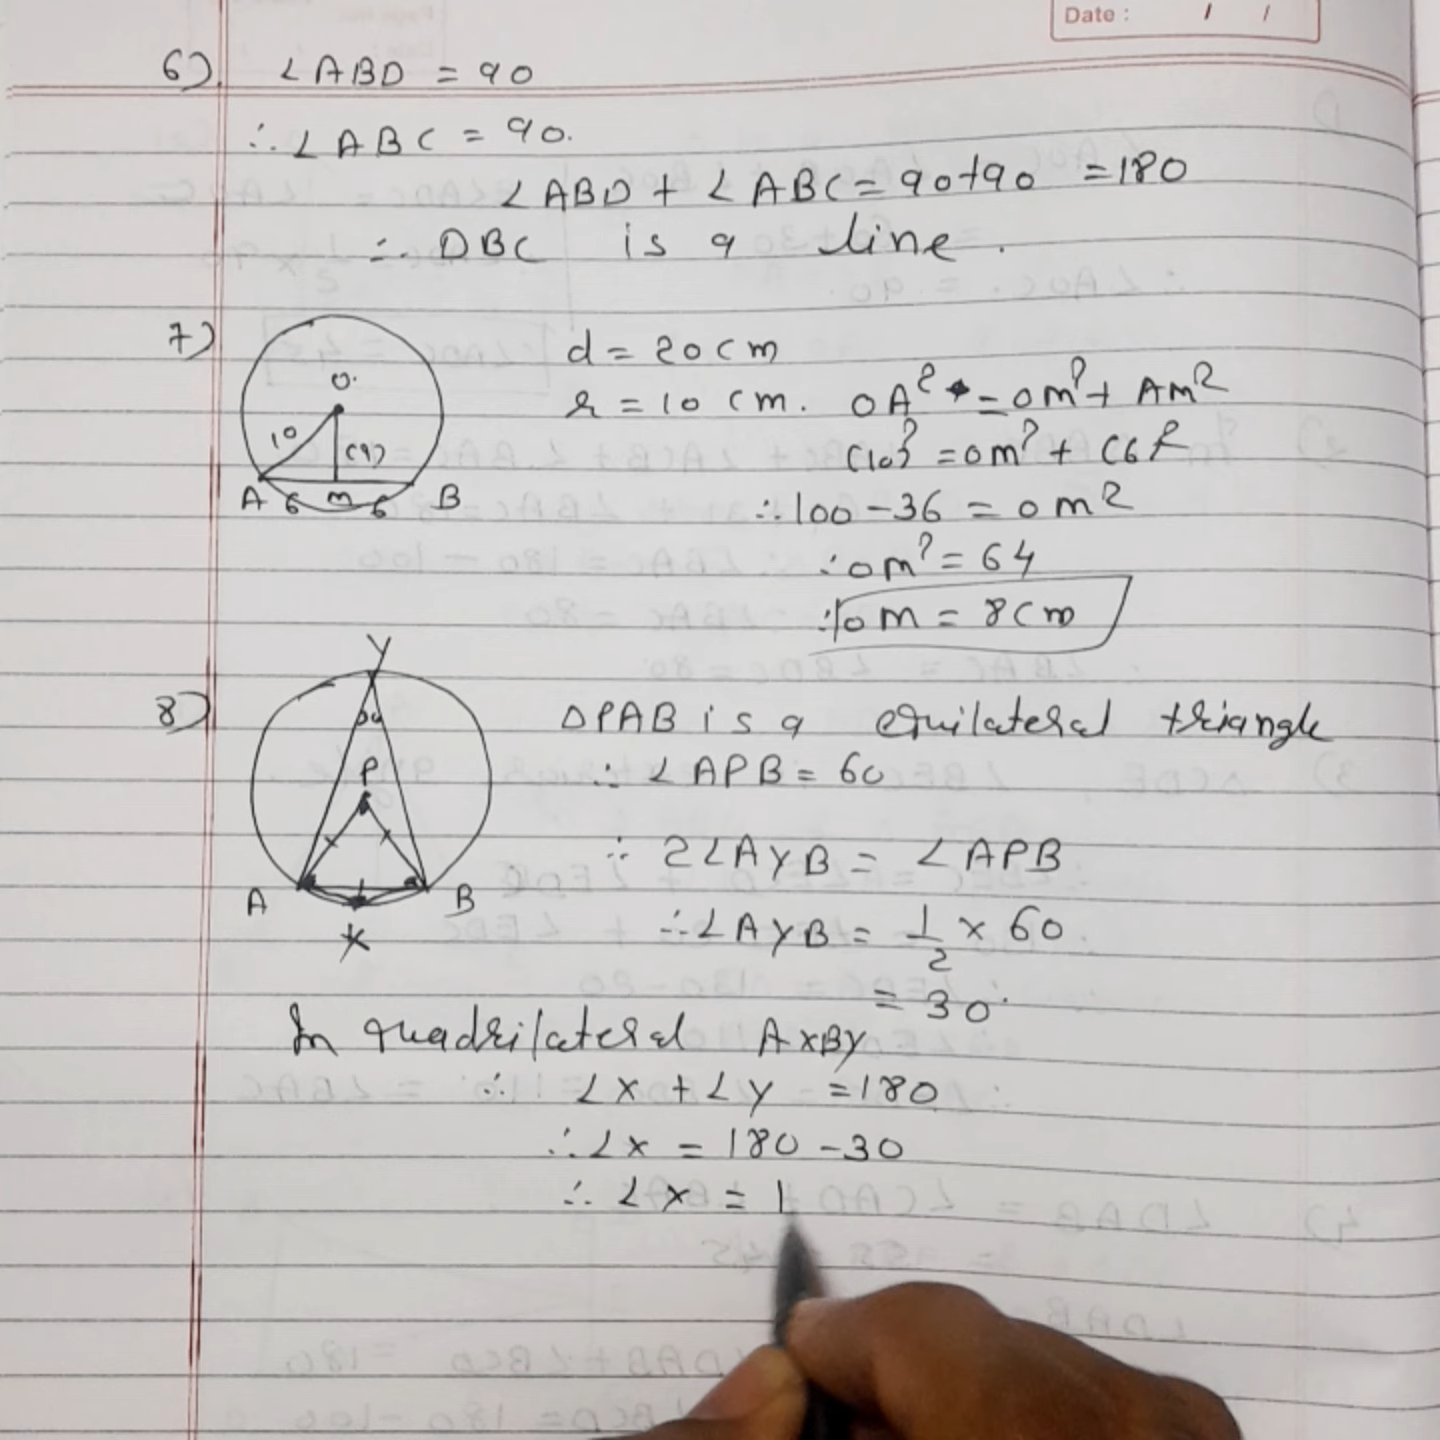 Date : / /
6) ∠ABD = 90
∴ ∠ABC = 90.
∠ABD + ∠ABC = 90+90 = 180
∴ DBC is a line.
7)
O.
10
A 6 m 6 B
d = 20 cm
r = 10 cm. OA² = om² + Am²
(10)² = om² + (6)²
∴ 100 - 36 = om²
∴ om² = 64
∴ om = 8cm
8)
Y
30
P
A B
X
△PAB is a equilateral triangle
∴ ∠APB = 60
∴ 2∠AYB = ∠APB
∴ ∠AYB = 1/2 × 60
= 30.
In quadrilateral AXBY
∴ ∠X + ∠Y = 180
∴ ∠X = 180 - 30
∴ ∠X = 1